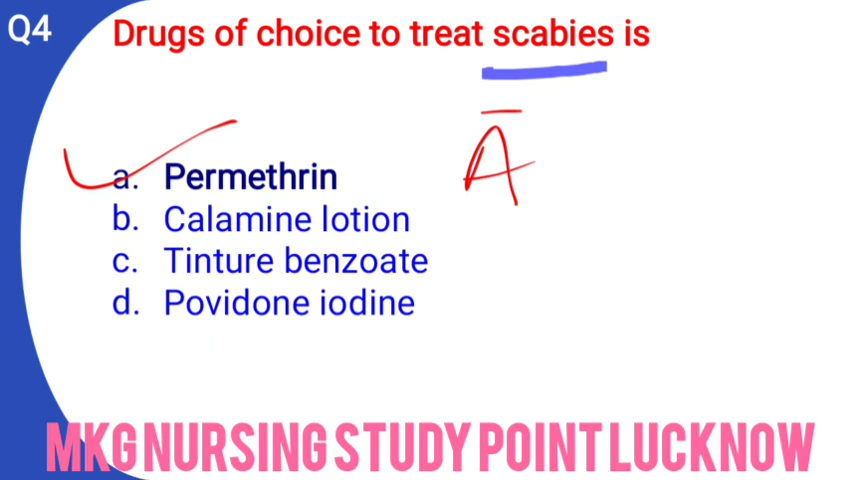 Q4
Drugs of choice to treat scabies is
A
a. Permethrin
b. Calamine lotion
c. Tinture benzoate
d. Povidone iodine
MKG NURSING STUDY POINT LUCKNOW